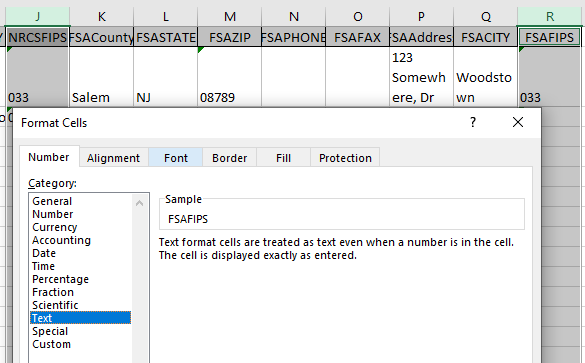 J K L M N O P Q R
NRCSFIPS FSACounty FSASTATE FSAZIP FSAPHONE FSAFAX FSAAddres FSACITY FSAFIPS
123
Somewh Woodsto
here, Dr
033 Salem NJ 08789 wn 033
Format Cells
? ×
Number Alignment Font Border Fill Protection
Category:
General
Number
Currency
Accounting
Date
Time
Percentage
Fraction
Scientific
Text
Special
Custom
Sample
FSAFIPS
Text format cells are treated as text even when a number is in the cell.
The cell is displayed exactly as entered.